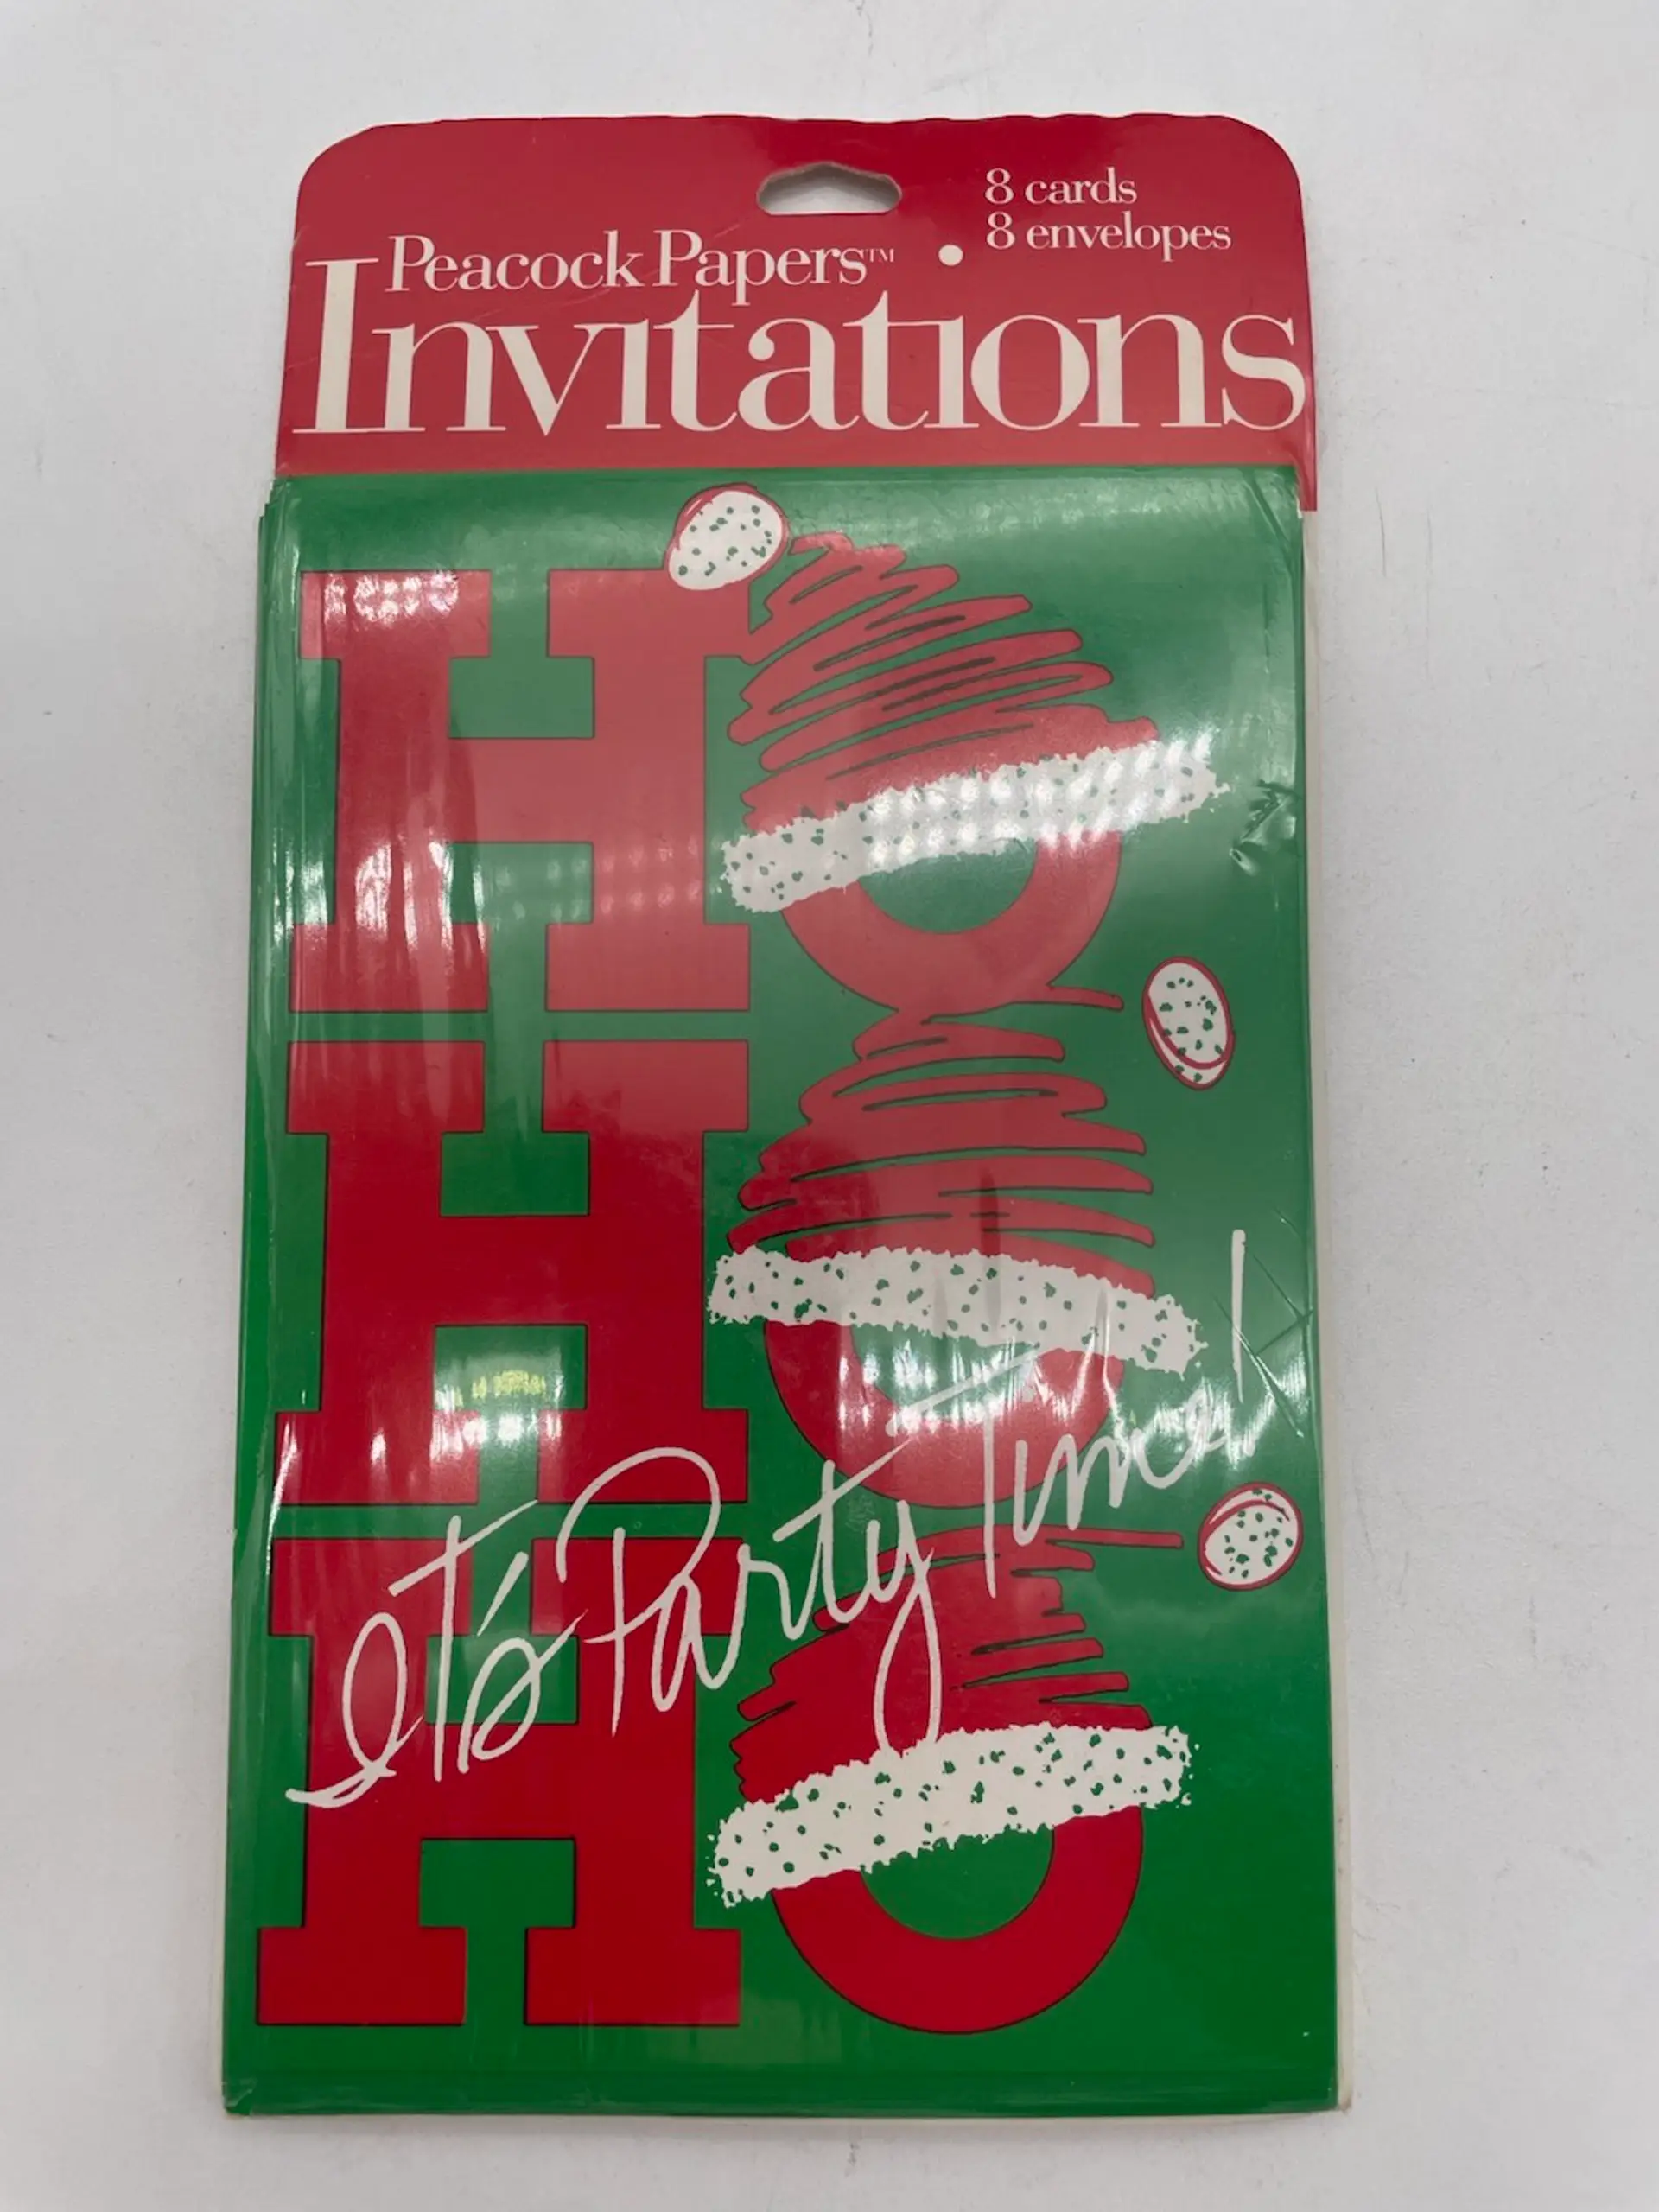 8 cards
8 envelopes
Peacock Papers™ •
Invitations
HO
HO
It's Party Time!
HO